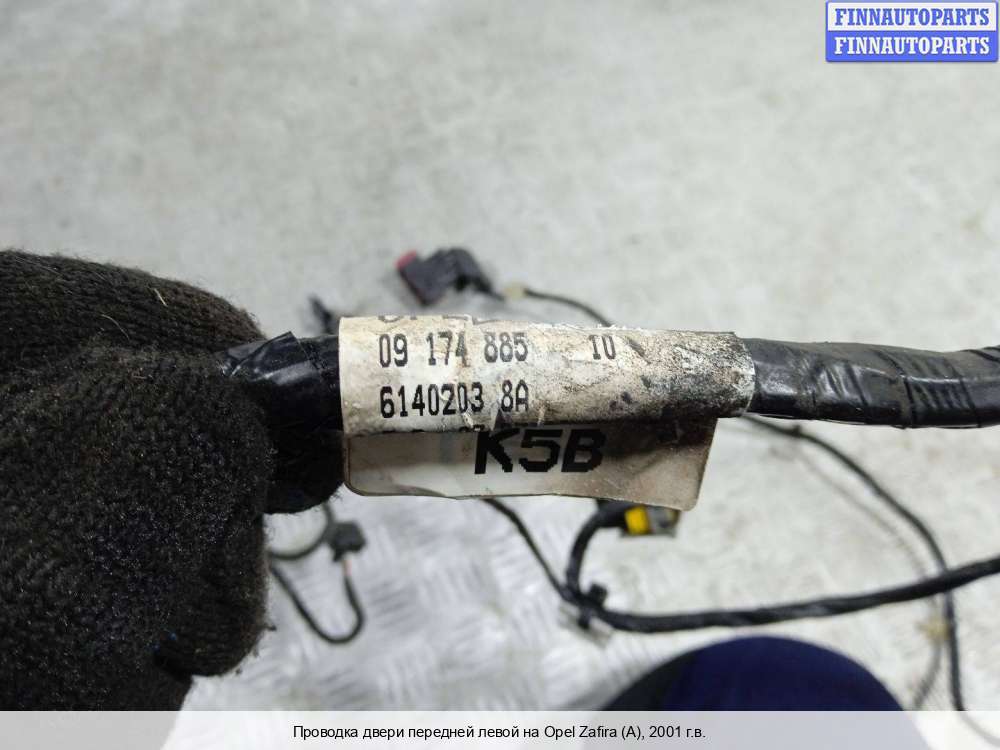 FINNAUTOPARTS
FINNAUTOPARTS
09 174 885 10
6140203 8A
K5B
Проводка двери передней левой на Opel Zafira (A), 2001 г.в.